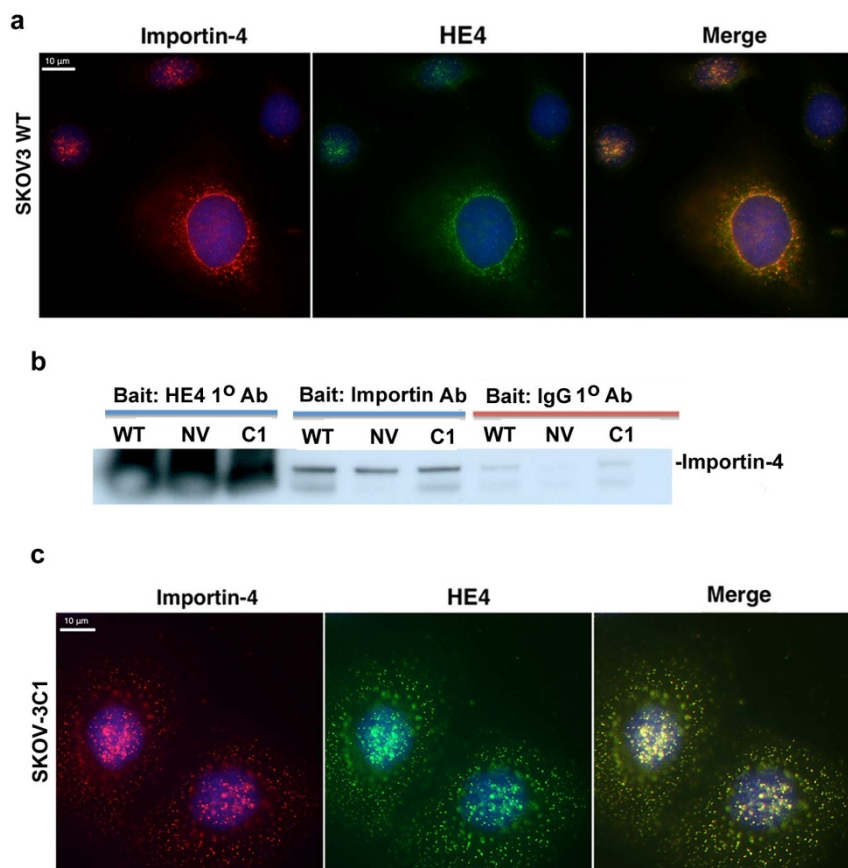 a
Importin-4 HE4 Merge
10 µm
SKOV3 WT
b
Bait: HE4 1º Ab Bait: Importin Ab Bait: IgG 1º Ab
WT NV C1 WT NV C1 WT NV C1
-Importin-4
c
Importin-4 HE4 Merge
10 µm
SKOV-3C1